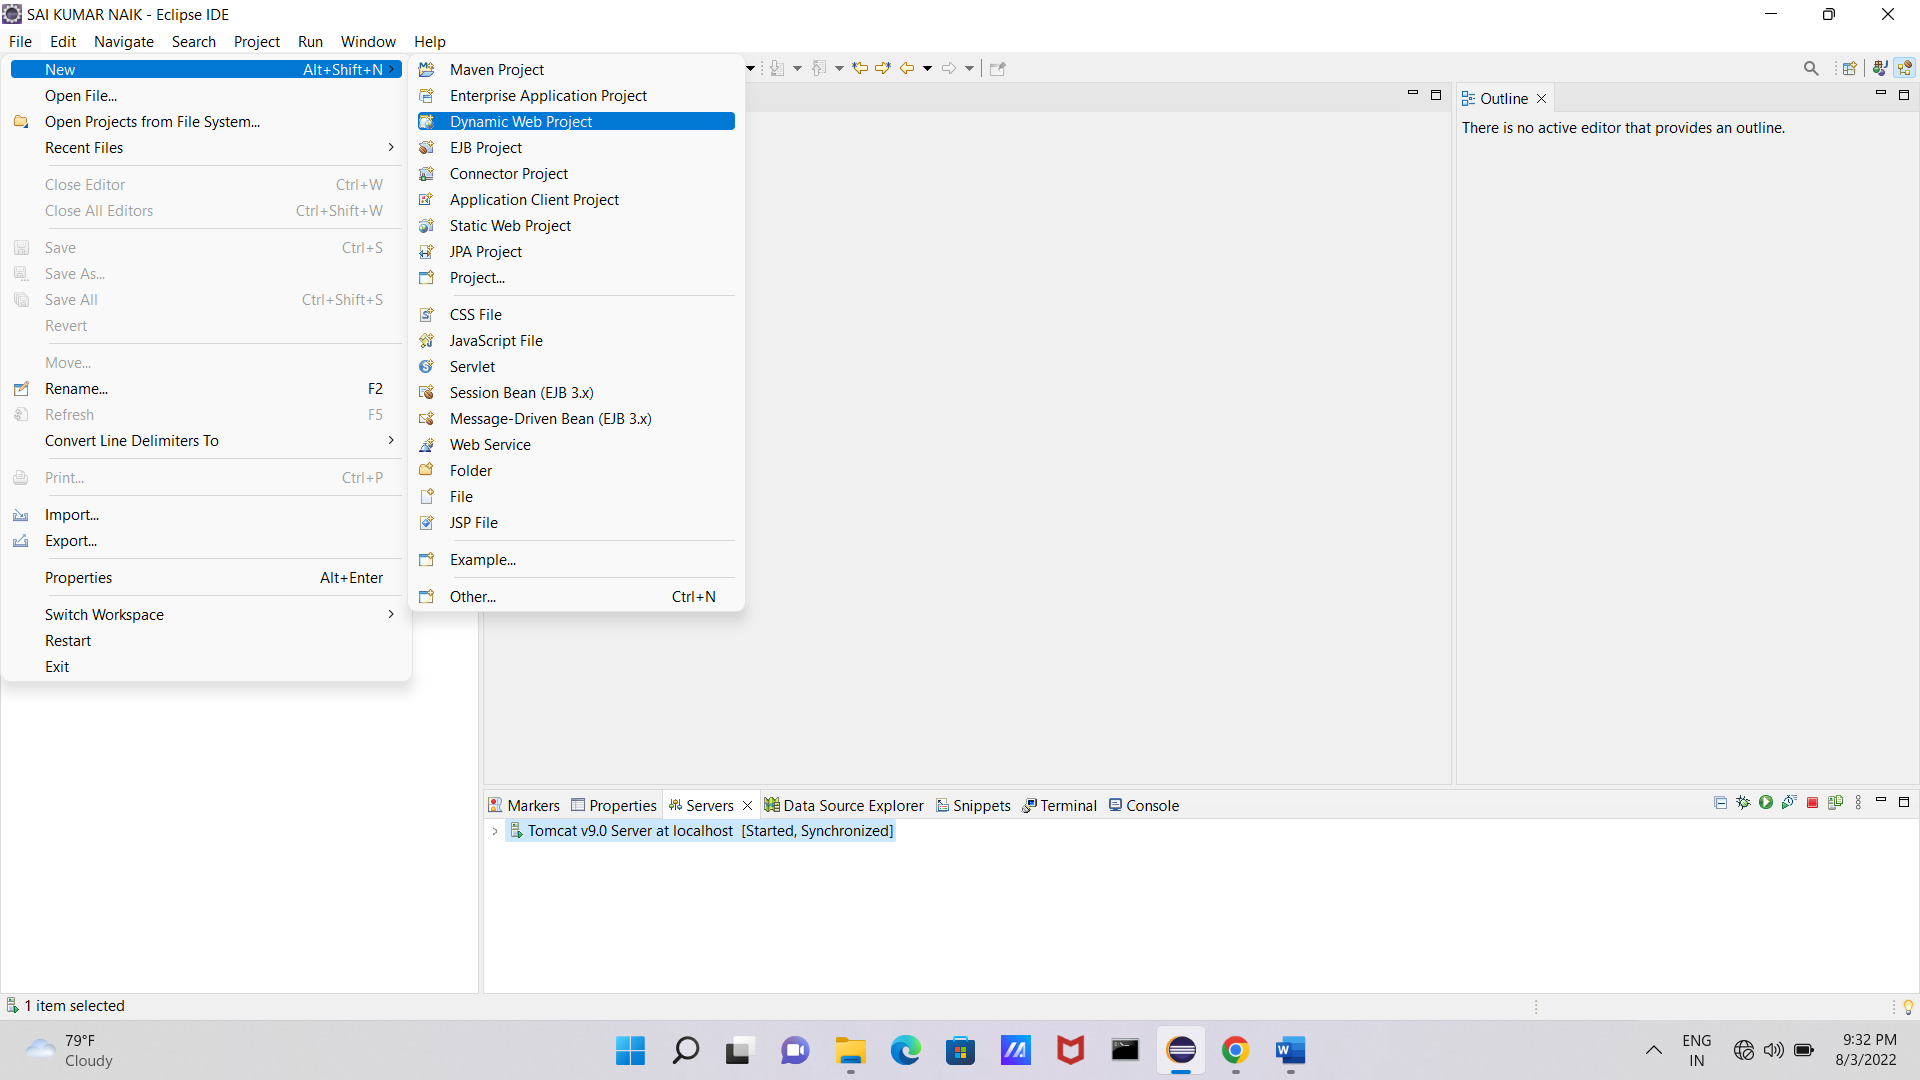 SAI KUMAR NAIK - Eclipse IDE
File Edit Navigate Search Project Run Window Help
New Alt+Shift+N
Open File...
Open Projects from File System...
Recent Files
Close Editor Ctrl+W
Close All Editors Ctrl+Shift+W
Save Ctrl+S
Save As...
Save All Ctrl+Shift+S
Revert
Move...
Rename... F2
Refresh F5
Convert Line Delimiters To
Print... Ctrl+P
Import...
Export...
Properties Alt+Enter
Switch Workspace
Restart
Exit
Maven Project
Enterprise Application Project
Dynamic Web Project
EJB Project
Connector Project
Application Client Project
Static Web Project
JPA Project
Project...
CSS File
JavaScript File
Servlet
Session Bean (EJB 3.x)
Message-Driven Bean (EJB 3.x)
Web Service
Folder
File
JSP File
Example...
Other... Ctrl+N
Outline
There is no active editor that provides an outline.
Markers Properties Servers Data Source Explorer Snippets Terminal Console
Tomcat v9.0 Server at localhost [Started, Synchronized]
1 item selected
79°F
Cloudy
ENG
IN
9:32 PM
8/3/2022